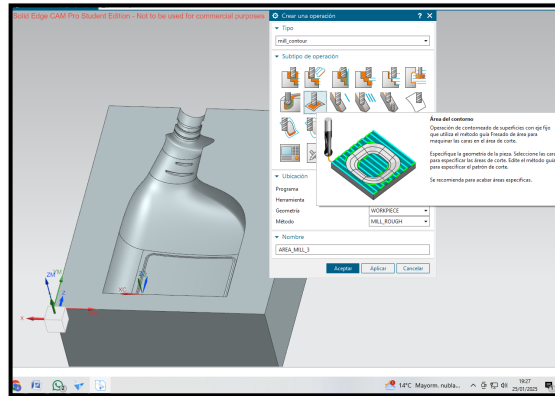 Solid Edge CAM Pro Student Edition - Not to be used for commercial purposes
Crear una operación
Tipo
mill_contour
Subtipo de operación
Área del contorno
Operación de contorneado de superficies con eje fijo
que utiliza el método guía Fresado de área para
maquinar las caras en el área de corte.
Especifique la geometría de la pieza. Seleccione las caras
para especificar las áreas de corte. Edite el método guía
para especificar el patrón de corte.
Se recomienda para acabar áreas específicas.
Ubicación
Programa
Herramienta
Geometría
WORKPIECE
Método
MILL_ROUGH
Nombre
AREA_MILL_3
Aceptar
Aplicar
Cancelar
ZM
YM
Z
X
XC
14°C Mayorm. nubla...
19:27
25/01/2025